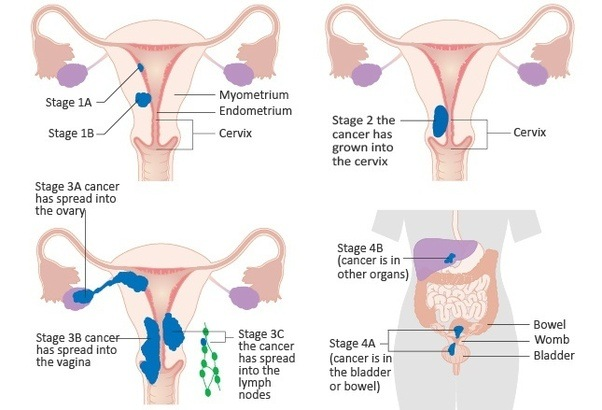 Stage 1A
Stage 1B
Myometrium
Endometrium
Cervix
Stage 2 the
cancer has
grown into
the cervix
Cervix
Stage 3A cancer
has spread into
the ovary
Stage 3B cancer
has spread into
the vagina
Stage 3C
the cancer
has spread
into the
lymph
nodes
Stage 4B
(cancer is in
other organs)
Stage 4A
(cancer is in
the bladder
or bowel)
Bowel
Womb
Bladder